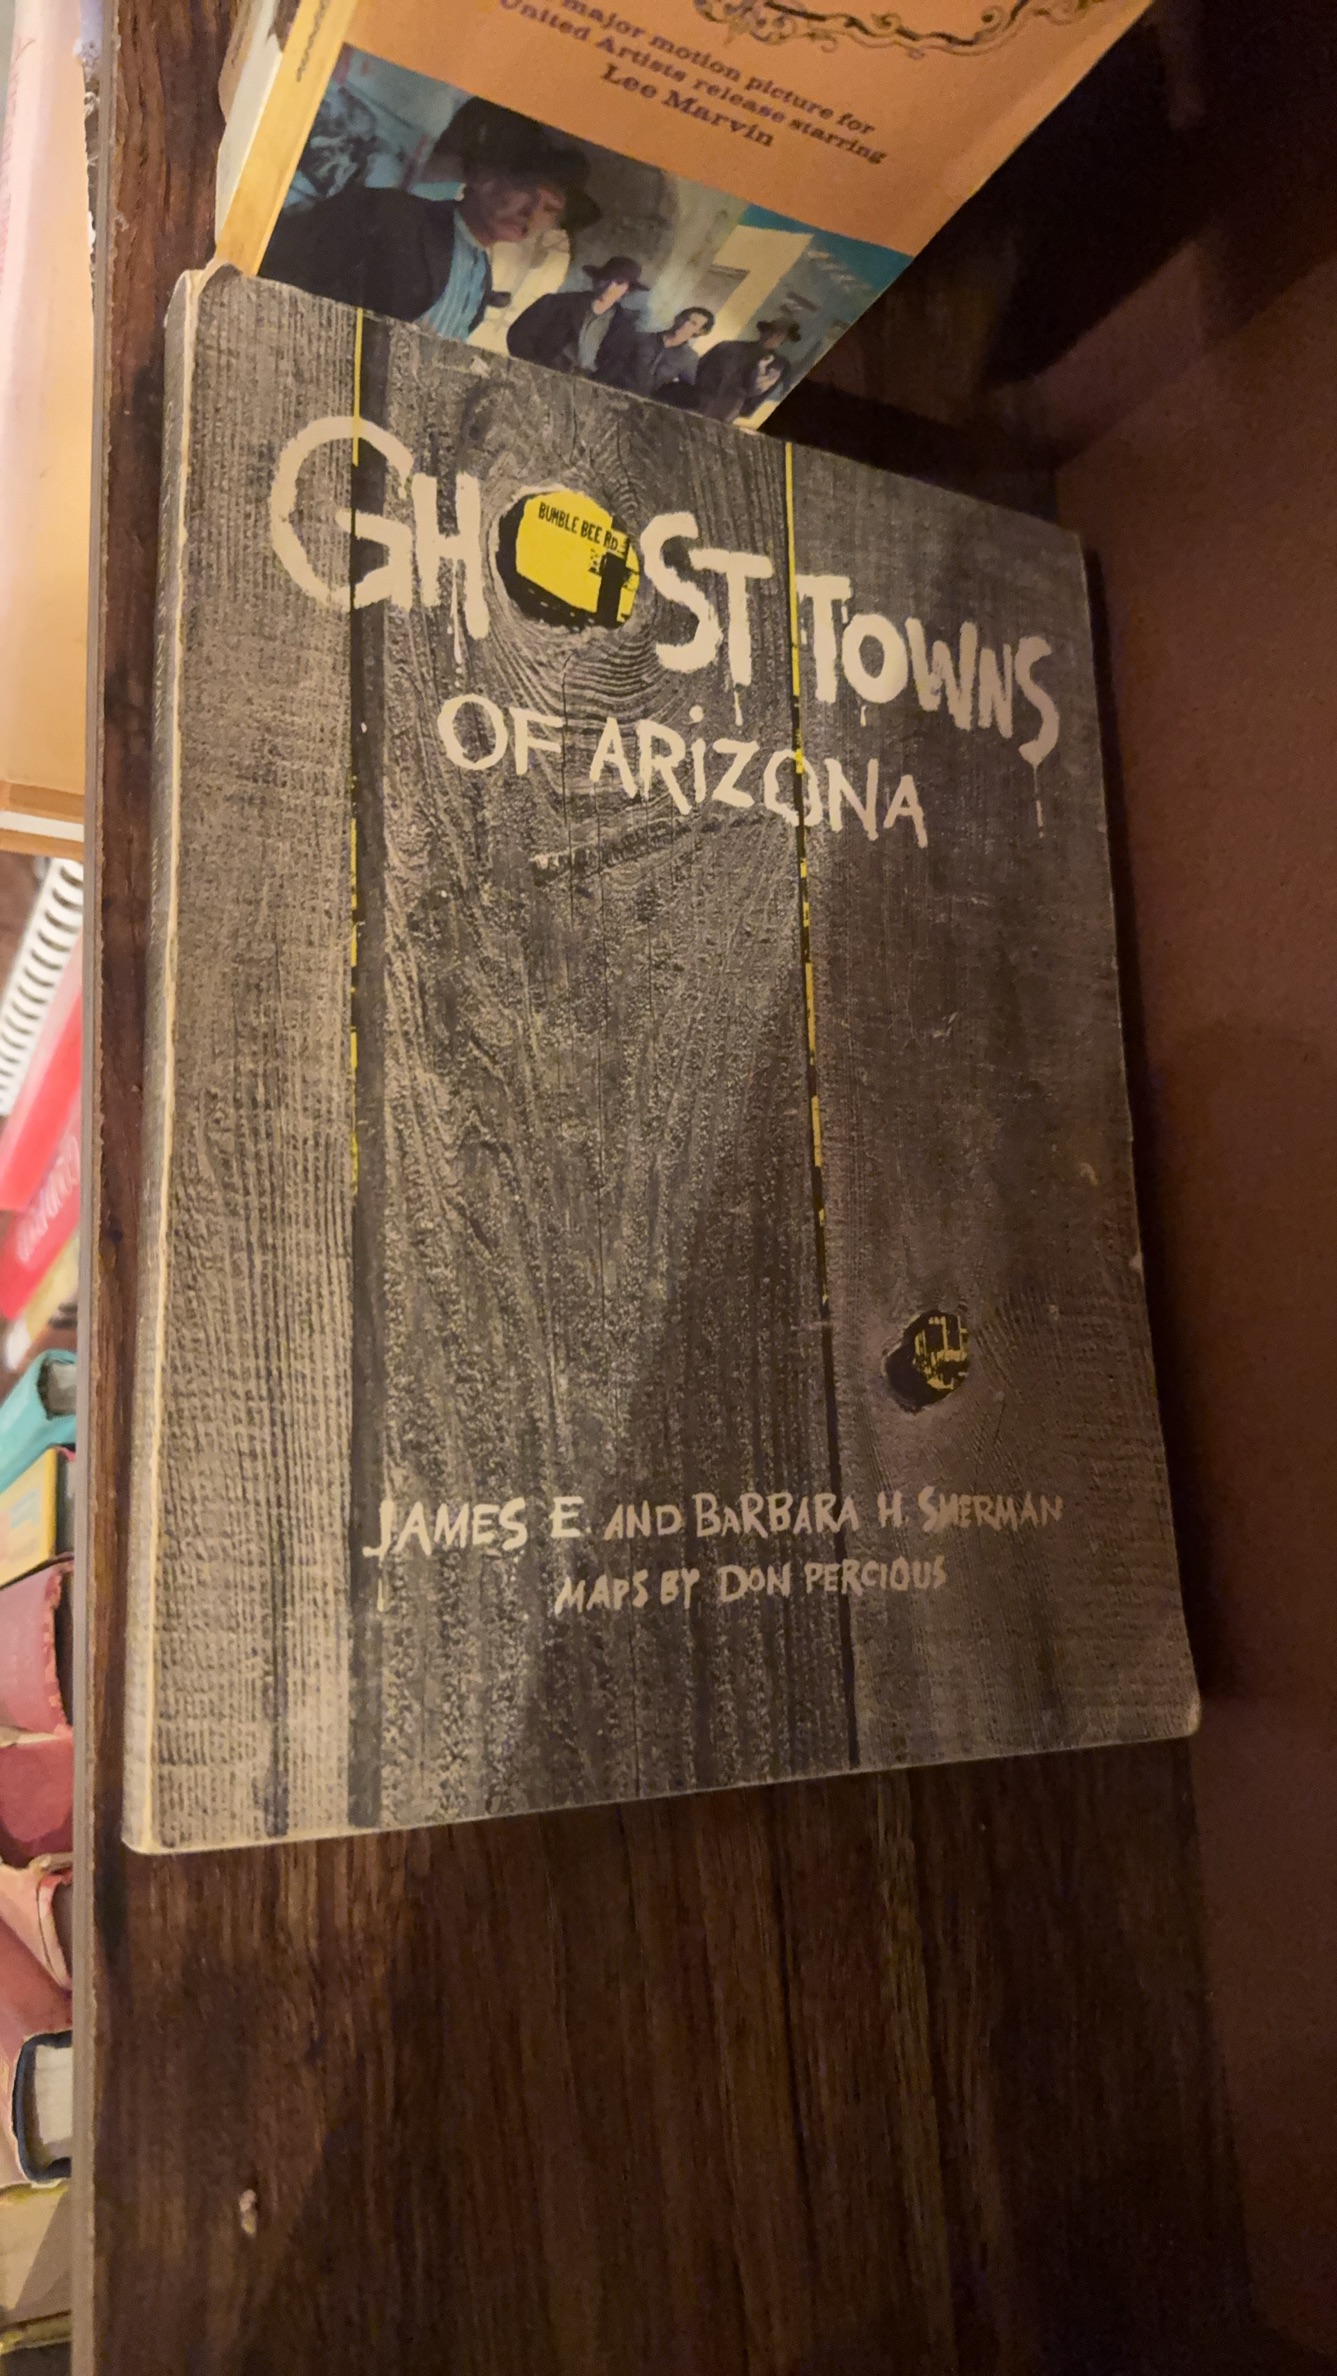 major motion picture for
United Artists release starring
Lee Marvin
GHOST TOWNS
BUMBLE BEE RD.
OF ARIZONA
JAMES E. AND BARBARA H. SHERMAN
MAPS BY DON PERCIOUS